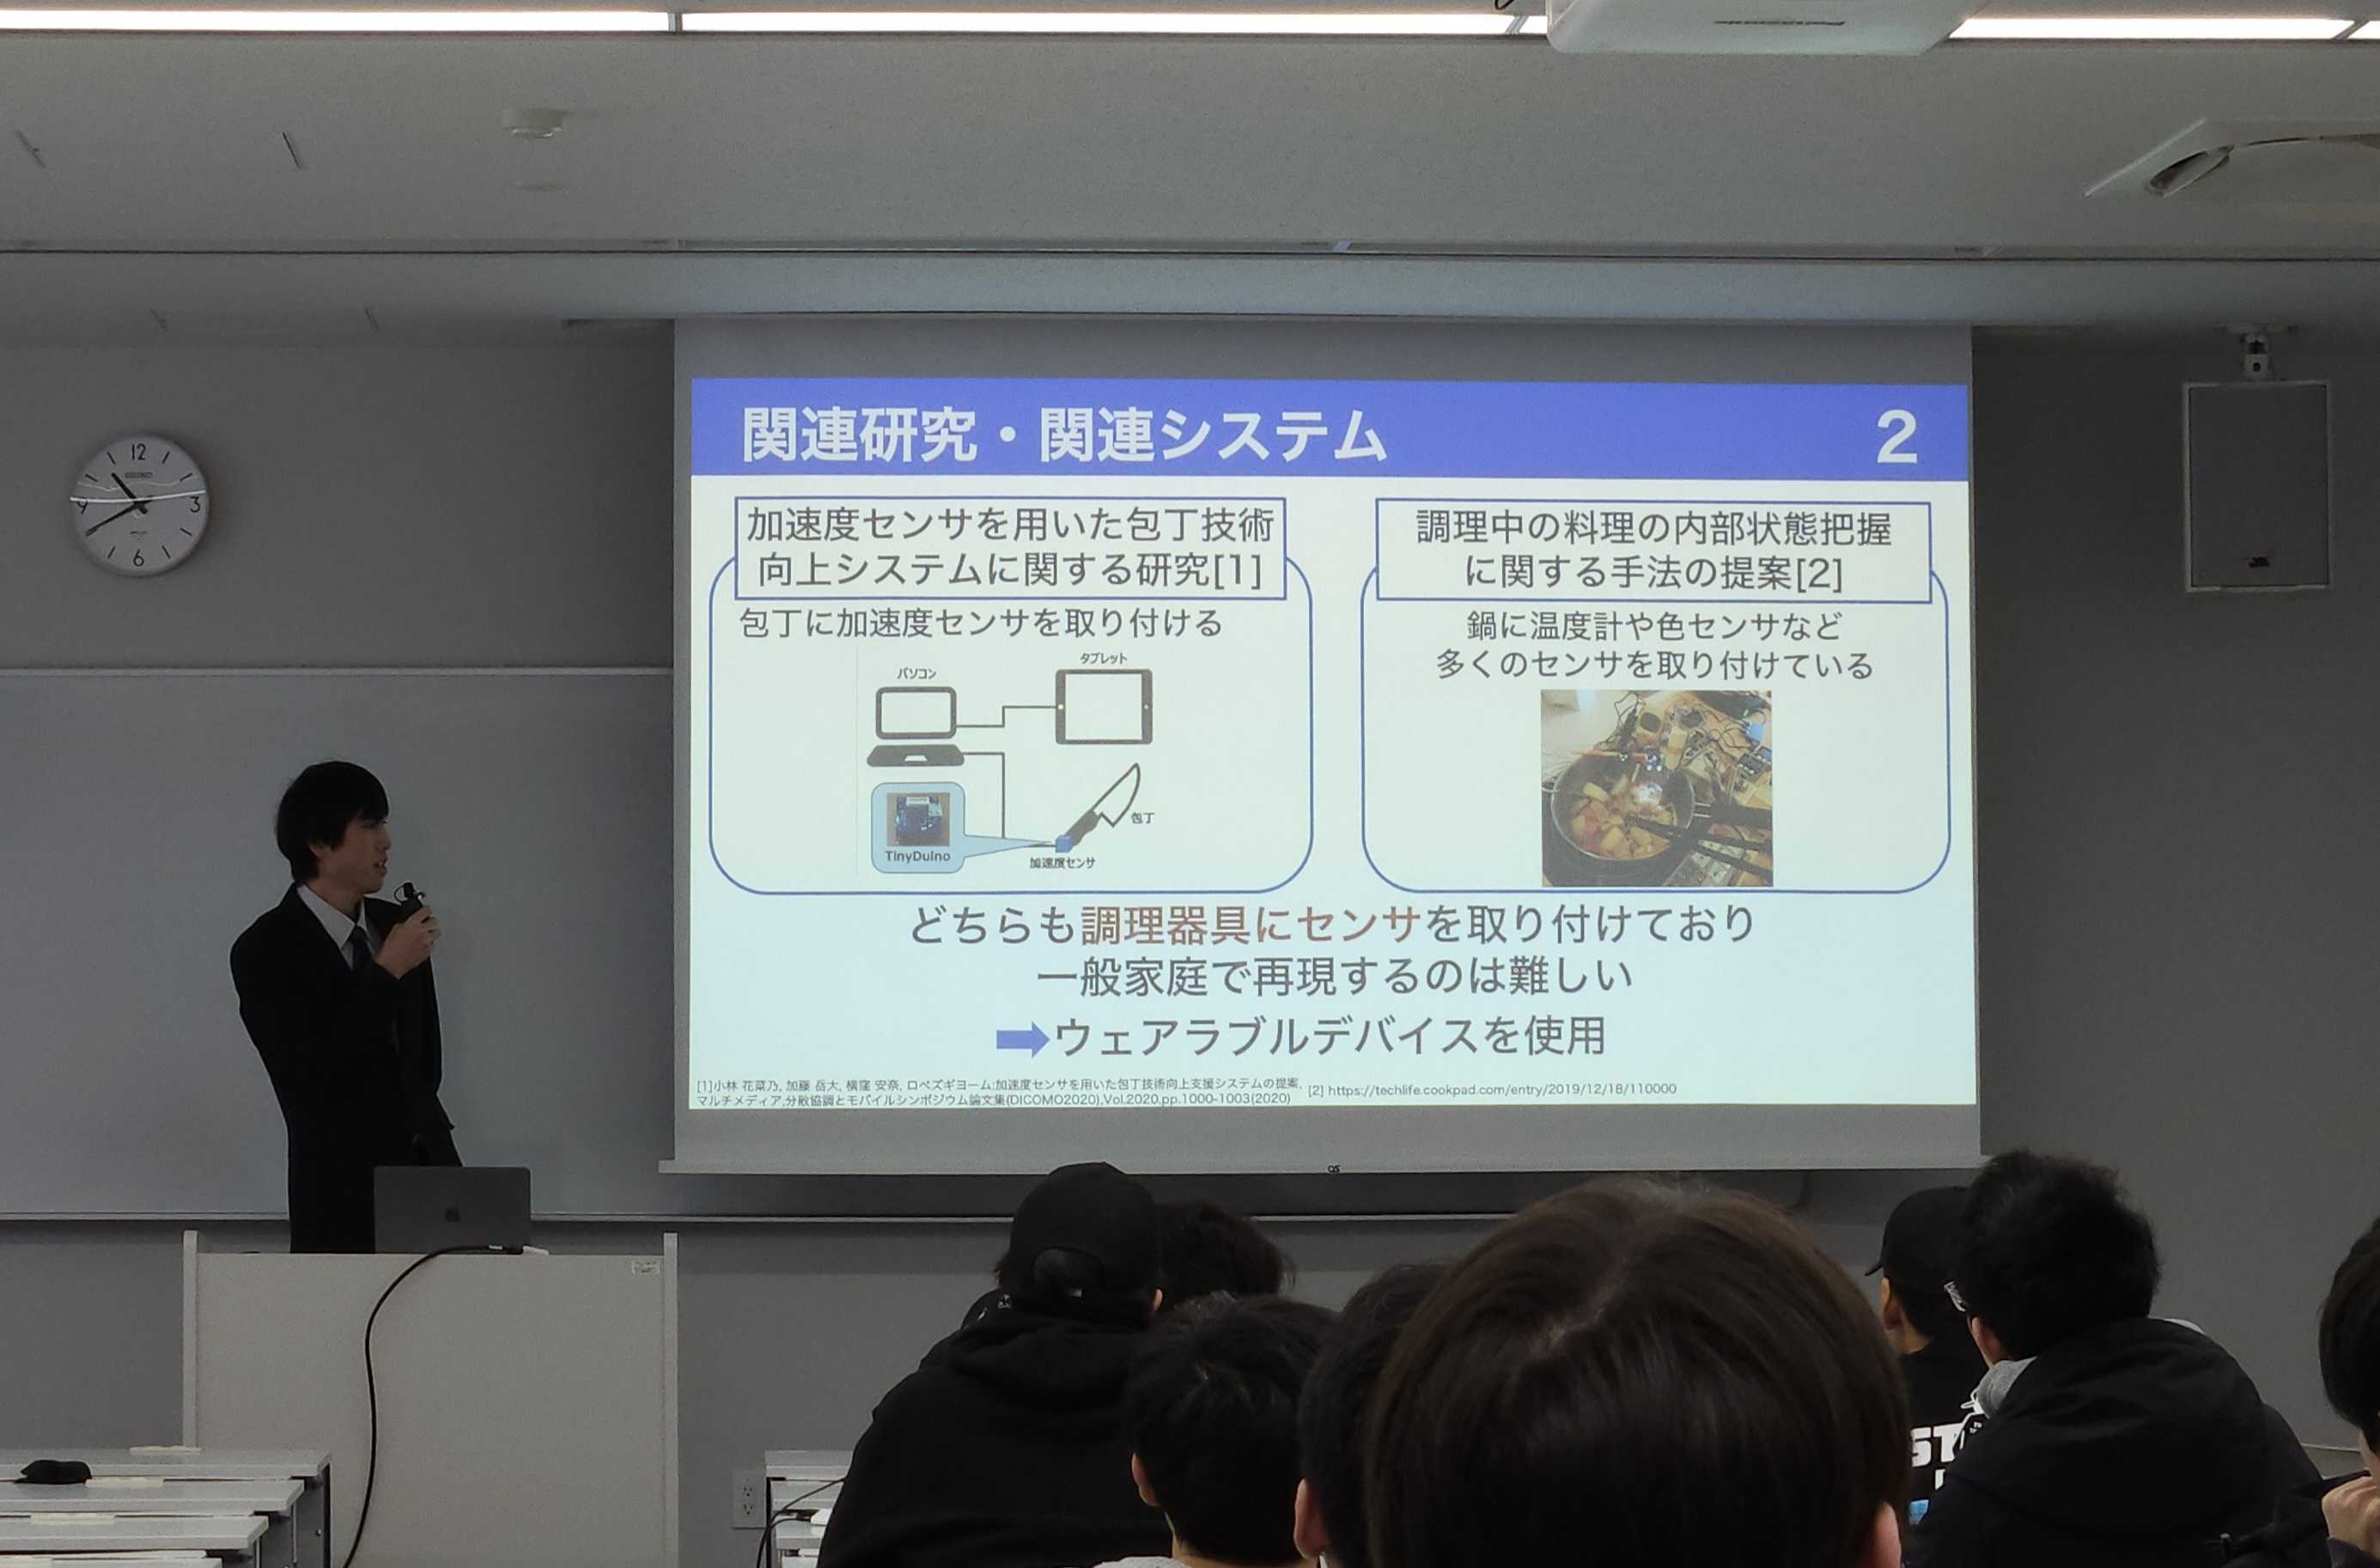 関連研究・関連システム
2
加速度センサを用いた包丁技術
向上システムに関する研究[1]
包丁に加速度センサを取り付ける
パソコン
タブレット
TinyDuino
加速度センサ
包丁
調理中の料理の内部状態把握
に関する手法の提案[2]
鍋に温度計や色センサなど
多くのセンサを取り付けている
どちらも調理器具にセンサを取り付けており
一般家庭で再現するのは難しい
ウェアラブルデバイスを使用
[1]小林 花菜乃, 加藤 岳大, 横窪 安奈, ロペズギヨーム:加速度センサを用いた包丁技術向上支援システムの提案,
マルチメディア,分散協調とモバイルシンポジウム論文集(DICOMO2020),Vol.2020,pp.1000-1003(2020)
[2] https://techlife.cookpad.com/entry/2019/12/18/110000
12
3
6
9
SEIKO
OS
ST